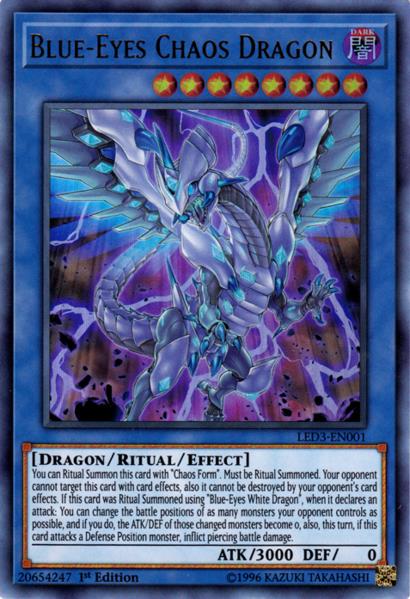 Blue-Eyes Chaos Dragon
DARK
闇
LED3-EN001
[Dragon/Ritual/Effect]
You can Ritual Summon this card with "Chaos Form". Must be Ritual Summoned. Your opponent
cannot target this card with card effects, also it cannot be destroyed by your opponent's card
effects. If this card was Ritual Summoned using "Blue-Eyes White Dragon", when it declares an
attack: You can change the battle positions of as many monsters your opponent controls as
possible, and if you do, the ATK/DEF of those changed monsters become 0, also, this turn, if this
card attacks a Defense Position monster, inflict piercing battle damage.
ATK/3000 DEF/ 0
20654247 1st Edition ©1996 KAZUKI TAKAHASHI